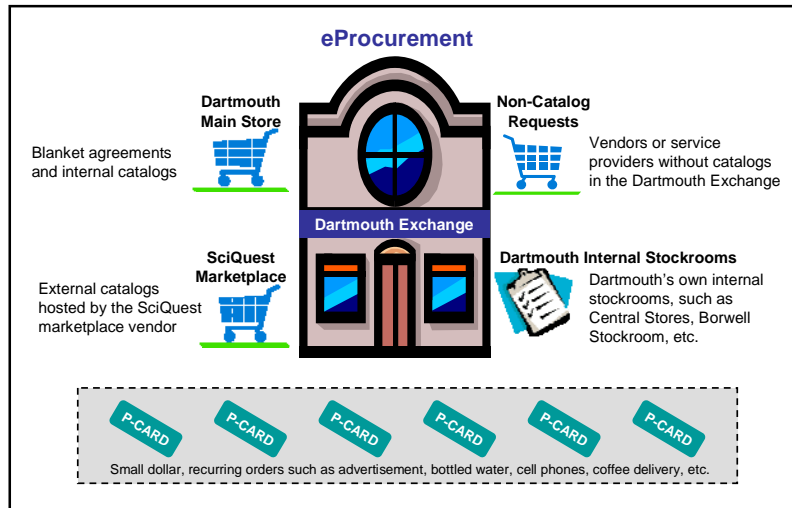 eProcurement
Dartmouth
Main Store
Blanket agreements
and internal catalogs
Non-Catalog
Requests
Vendors or service
providers without catalogs
in the Dartmouth Exchange
Dartmouth Exchange
SciQuest
Marketplace
External catalogs
hosted by the SciQuest
marketplace vendor
Dartmouth Internal Stockrooms
Dartmouth’s own internal
stockrooms, such as
Central Stores, Borwell
Stockroom, etc.
P-CARD
P-CARD
P-CARD
P-CARD
P-CARD
P-CARD
Small dollar, recurring orders such as advertisement, bottled water, cell phones, coffee delivery, etc.